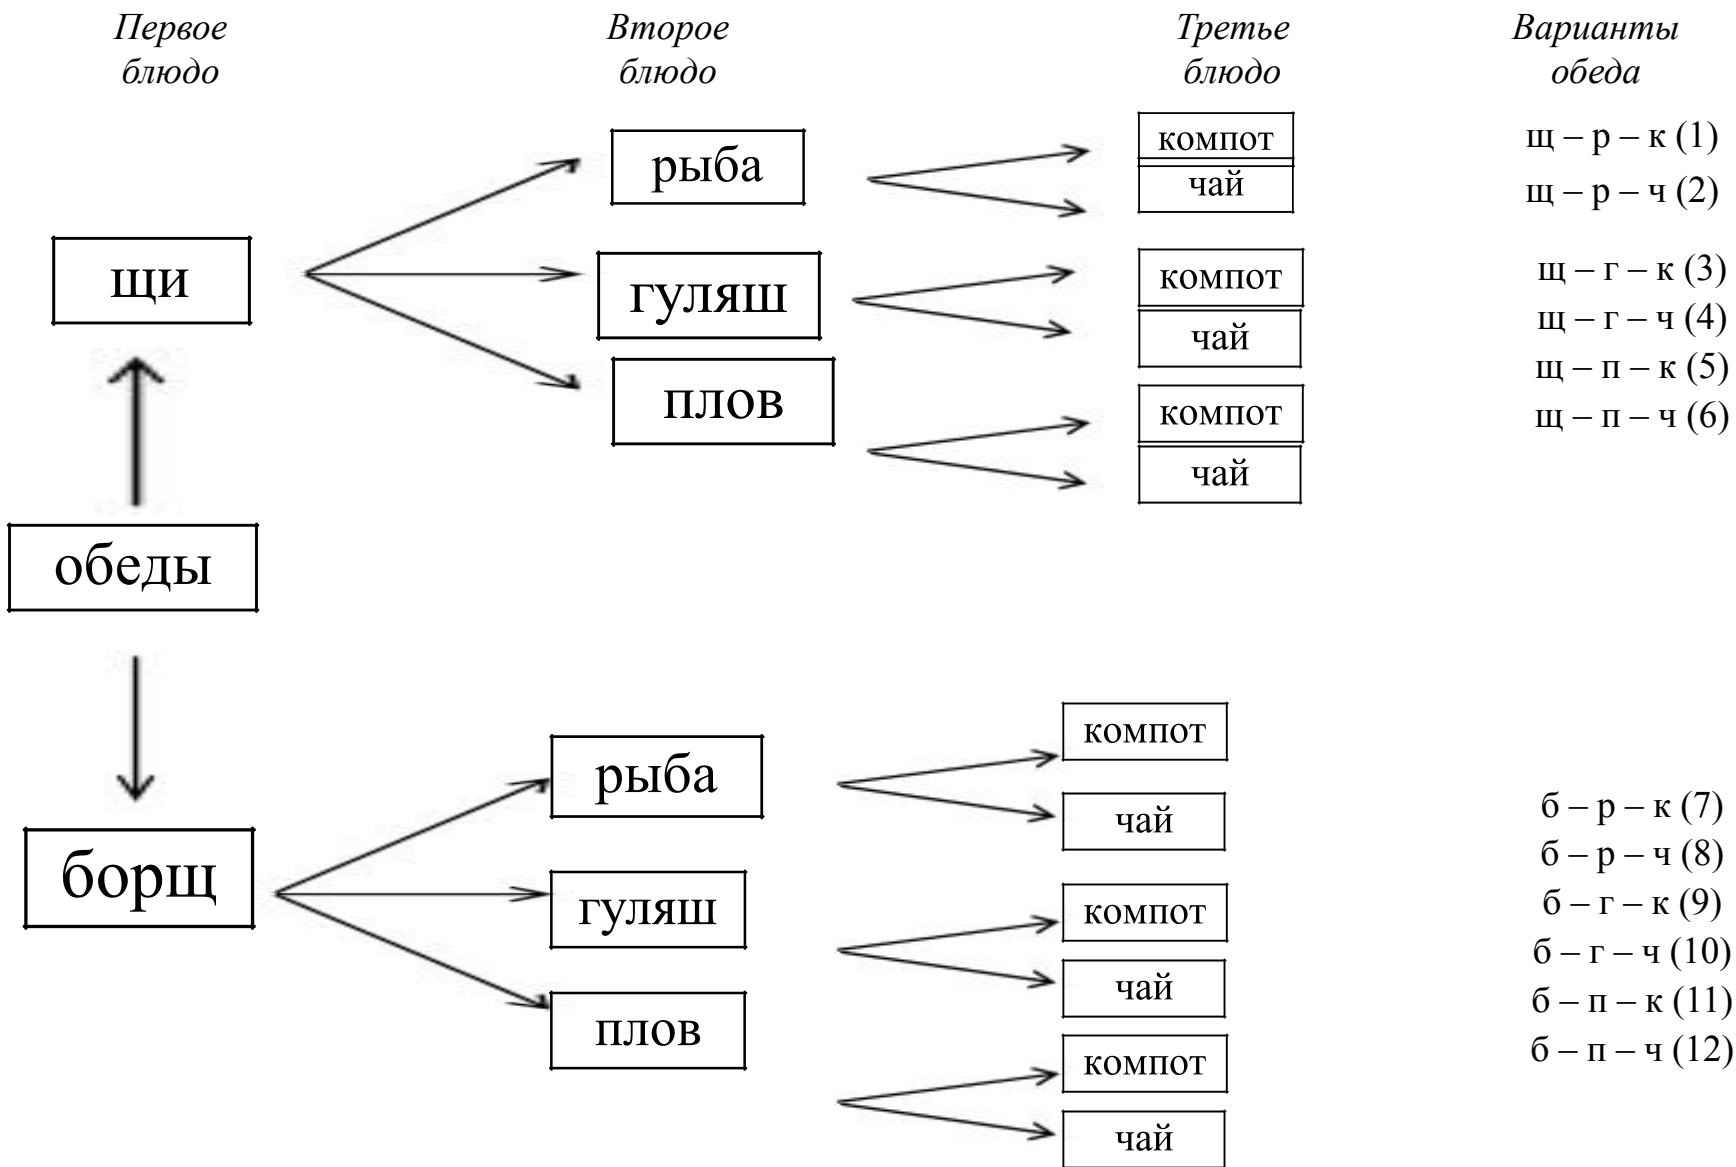 Первое
блюдо
Второе
блюдо
Третье
блюдо
Варианты
обеда
щи
рыба
гуляш
плов
компот
чай
компот
чай
компот
чай
щ – р – к (1)
щ – р – ч (2)
щ – г – к (3)
щ – г – ч (4)
щ – п – к (5)
щ – п – ч (6)
обеды
борщ
рыба
гуляш
плов
компот
чай
компот
чай
компот
чай
б – р – к (7)
б – р – ч (8)
б – г – к (9)
б – г – ч (10)
б – п – к (11)
б – п – ч (12)